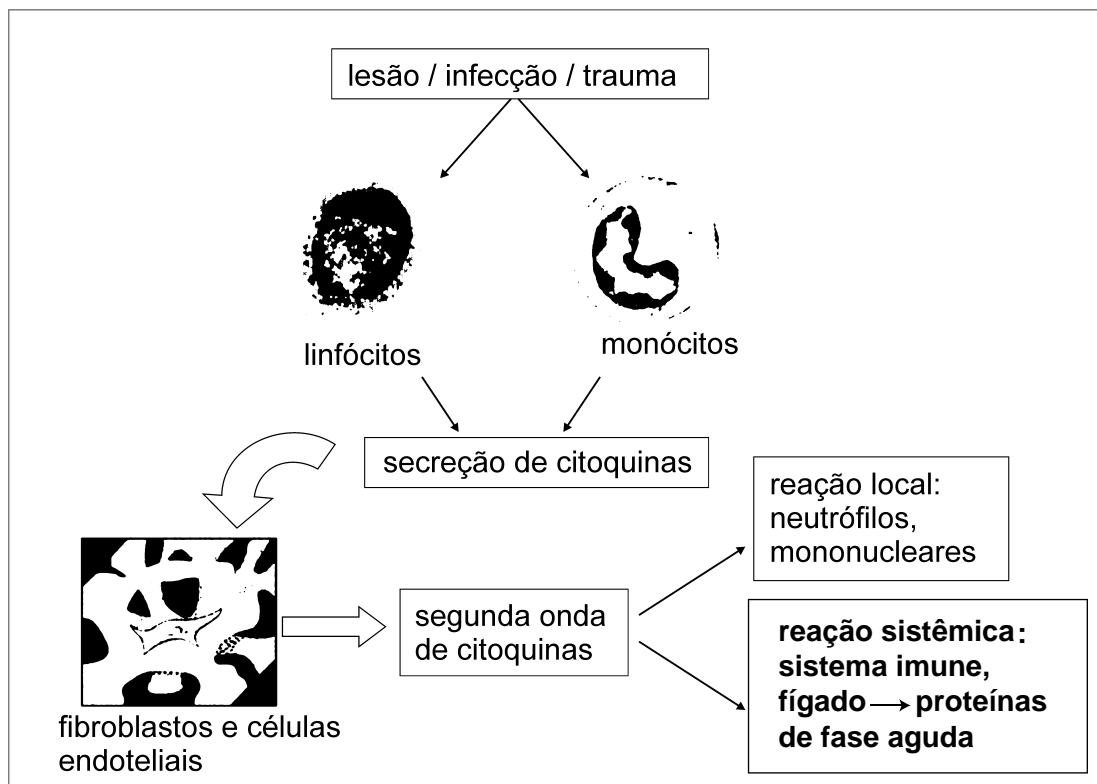 lesão / infecção / trauma
linfócitos
monócitos
secreção de citoquinas
reação local:
neutrófilos,
mononucleares
segunda onda
de citoquinas
reação sistêmica:
sistema imune,
fígado → proteínas
de fase aguda
fibroblastos e células
endoteliais